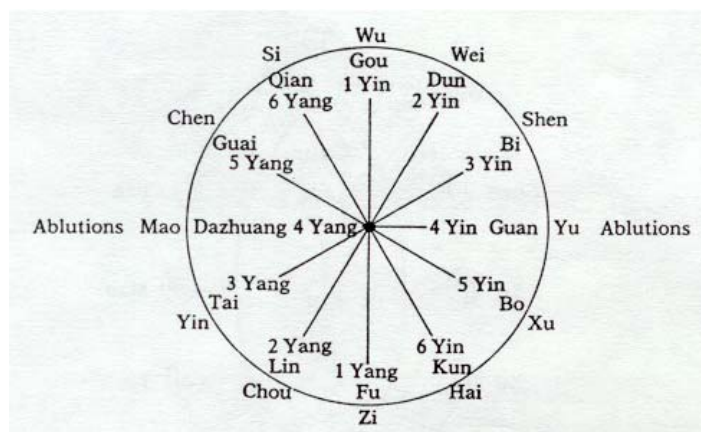 Wu
Si Wei
Gou
Qian 1 Yin Dun
6 Yang 2 Yin
Chen Shen
Guai Bi
5 Yang 3 Yin
Ablutions Mao Dazhuang 4 Yang 4 Yin Guan Yu Ablutions
3 Yang 5 Yin
Tai Bo
Yin Xu
2 Yang 6 Yin
Lin 1 Yang Kun
Chou Fu Hai
Zi